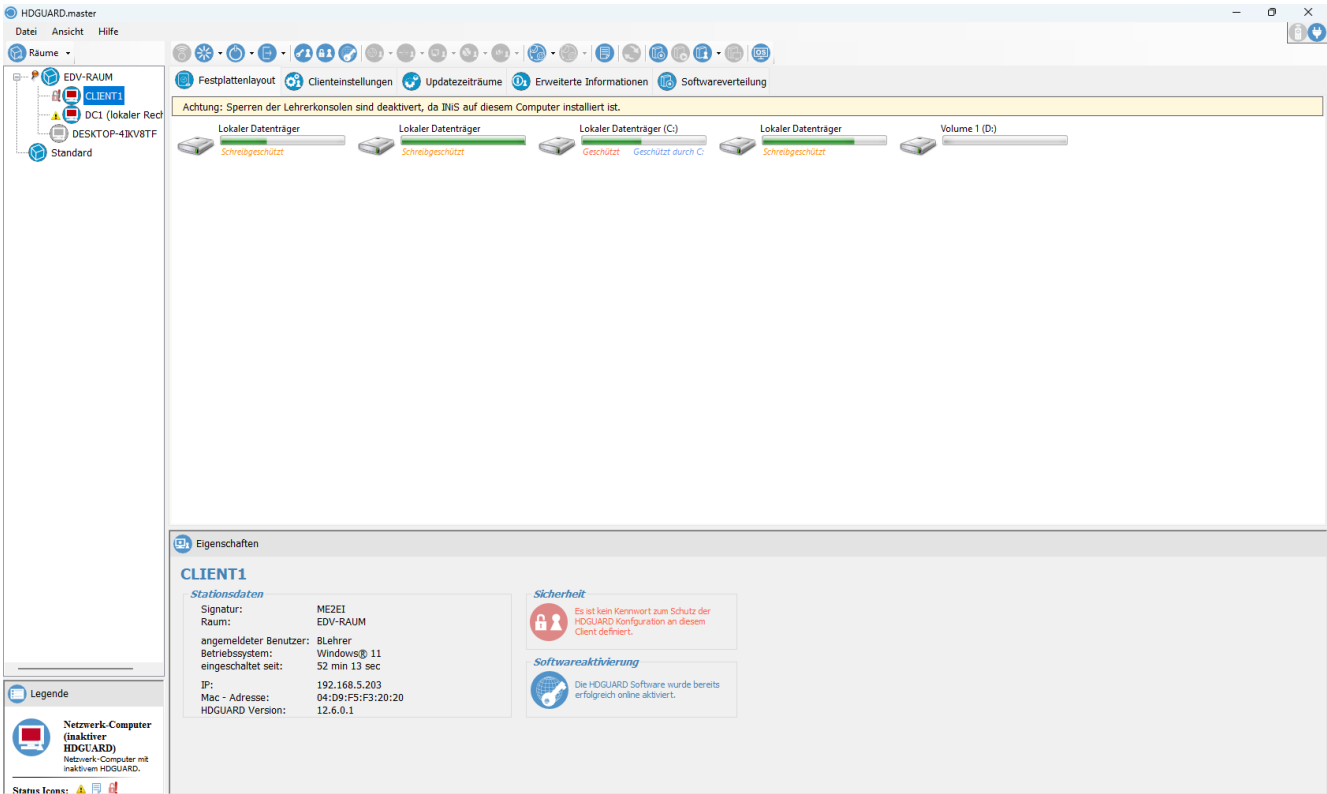 HDGUARD.master
Datei Ansicht Hilfe
Räume
EDV-RAUM
CLIENT1
DC1 (lokaler Rech
DESKTOP-4IKV8TF
Standard
Festplattenlayout Clienteinstellungen Updatezeiträume Erweiterte Informationen Softwareverteilung
Achtung: Sperren der Lehrerkonsolen sind deaktivert, da INiS auf diesem Computer installiert ist.
Lokaler Datenträger Lokaler Datenträger Lokaler Datenträger (C:) Lokaler Datenträger Volume 1 (D:)
Schreibgeschützt Schreibgeschützt Geschützt Geschützt durch C: Schreibgeschützt
Eigenschaften
CLIENT1
Stationsdaten
Signatur: ME2EI
Raum: EDV-RAUM
angemeldeter Benutzer: BLehrer
Betriebssystem: Windows® 11
eingeschaltet seit: 52 min 13 sec
IP: 192.168.5.203
Mac - Adresse: 04:D9:F5:F3:20:20
HDGUARD Version: 12.6.0.1
Sicherheit
Es ist kein Kennwort zum Schutz der
HDGUARD Konfguration an diesem
Client definiert.
Softwareaktivierung
Die HDGUARD Software wurde bereits
erfolgreich online aktiviert.
Legende
Netzwerk-Computer
(inaktiver
HDGUARD)
Netzwerk-Computer mit
inaktivem HDGUARD.
Status Icons: